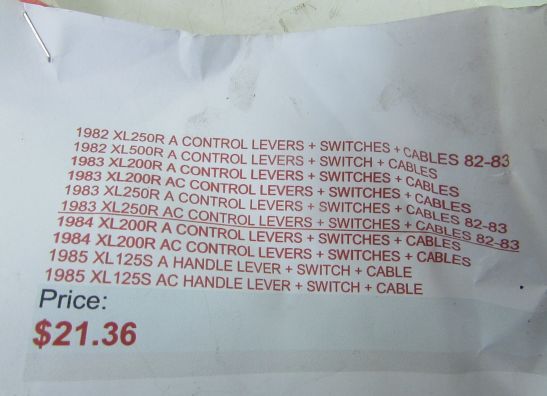 1982 XL250R A CONTROL LEVERS + SWITCHES + CABLES 82-83
1982 XL500R A CONTROL LEVERS + SWITCH + CABLES
1983 XL200R A CONTROL LEVERS + SWITCHES + CABLES
1983 XL200R AC CONTROL LEVERS + SWITCHES + CABLES
1983 XL250R A CONTROL LEVERS + SWITCHES + CABLES 82-83
1983 XL250R AC CONTROL LEVERS + SWITCHES + CABLES 82-83
1984 XL200R A CONTROL LEVERS + SWITCHES + CABLES
1984 XL200R AC CONTROL LEVERS + SWITCHES + CABLES
1985 XL125S A HANDLE LEVER + SWITCH + CABLE
1985 XL125S AC HANDLE LEVER + SWITCH + CABLE
Price:
$21.36